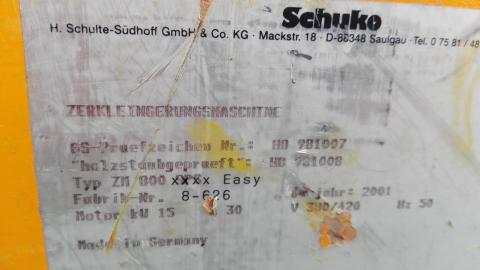 Schuko
H. Schulte-Südhoff GmbH & Co. KG · Mackstr. 18 · D-88348 Saulgau · Tel. 0 75 81 / 48
ZERKLEINGERUNGSMASCHINE
GS-Pruefzeichen Nr.: HO 981007
"holzstaubgeprueft": HO 981008
Typ ZM 800 xxxx Easy
Baujahr: 2001
Fabrik-Nr. 8-626
Motor kW 15 A 30 V 380/420 Hz 50
Made in Germany